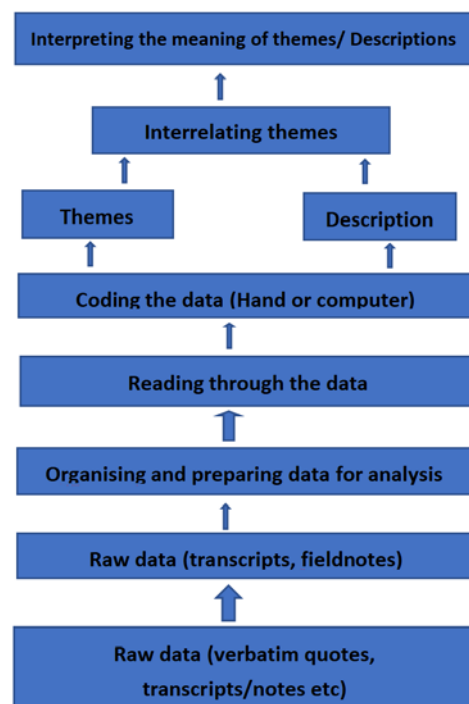 Interpreting the meaning of themes/ Descriptions
Interrelating themes
Themes
Description
Coding the data (Hand or computer)
Reading through the data
Organising and preparing data for analysis
Raw data (transcripts, fieldnotes)
Raw data (verbatim quotes,
transcripts/notes etc)